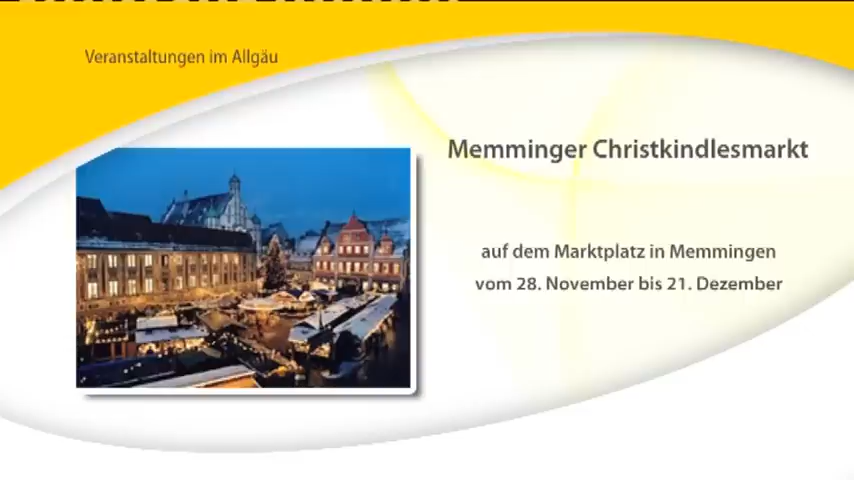 Veranstaltungen im Allgäu
Memminger Christkindlesmarkt
auf dem Marktplatz in Memmingen
vom 28. November bis 21. Dezember